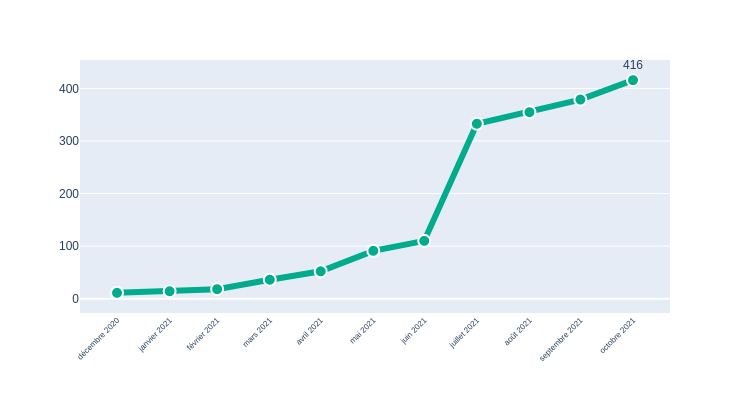 416
400
300
200
100
0
décembre 2020
janvier 2021
février 2021
mars 2021
avril 2021
mai 2021
juin 2021
juillet 2021
août 2021
septembre 2021
octobre 2021